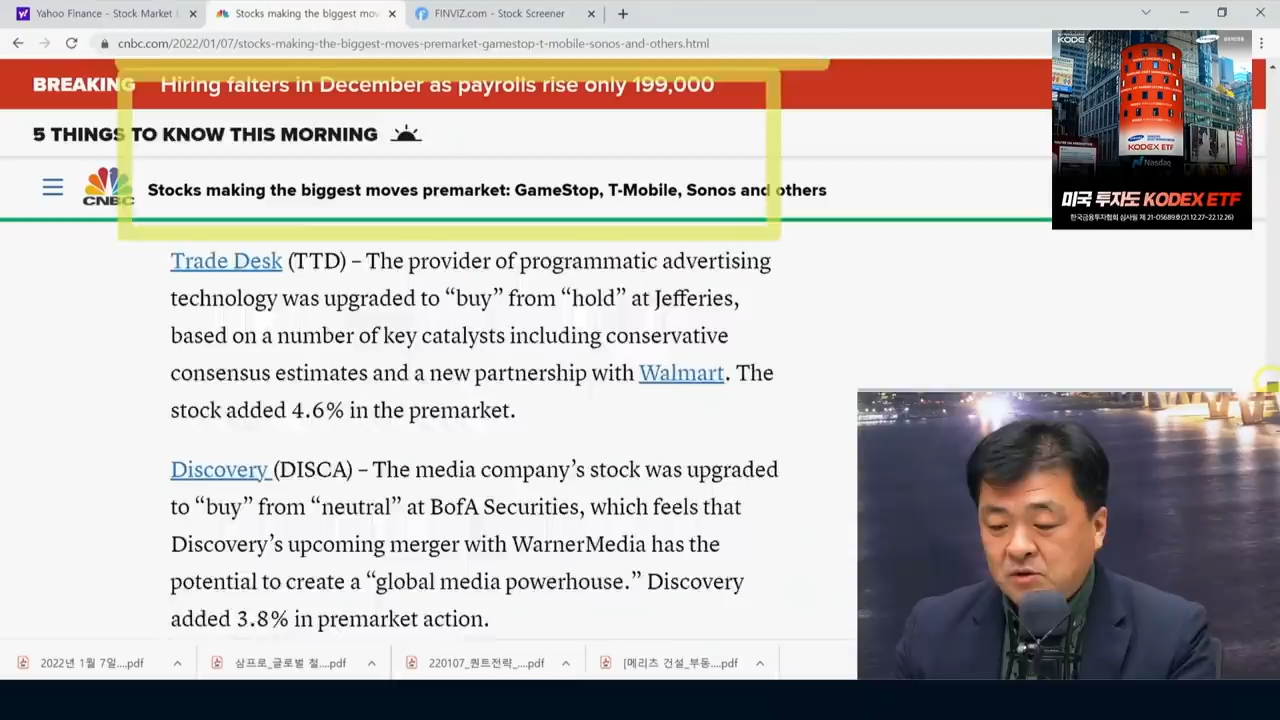 Yahoo Finance - Stock Market
Stocks making the biggest mov
FINVIZ.com - Stock Screener
cnbc.com/2022/01/07/stocks-making-the-biggest-moves-premarket-gamestop-t-mobile-sonos-and-others.html
BREAKING
Hiring falters in December as payrolls rise only 199,000
5 THINGS TO KNOW THIS MORNING
CNBC
Stocks making the biggest moves premarket: GameStop, T-Mobile, Sonos and others
Trade Desk (TTD) – The provider of programmatic advertising
technology was upgraded to “buy” from “hold” at Jefferies,
based on a number of key catalysts including conservative
consensus estimates and a new partnership with Walmart. The
stock added 4.6% in the premarket.
Discovery (DISCA) – The media company’s stock was upgraded
to “buy” from “neutral” at BofA Securities, which feels that
Discovery’s upcoming merger with WarnerMedia has the
potential to create a “global media powerhouse.” Discovery
added 3.8% in premarket action.
KODEX ETF
Nasdaq
미국 투자도 KODEX ETF
한국금융투자협회 심사필 제 21-05689호(21.12.27~22.12.26)
2022년 1월 7일....pdf
삼프로_글로벌 철....pdf
220107_퀀트전략_....pdf
[메리츠 건설_부동....pdf